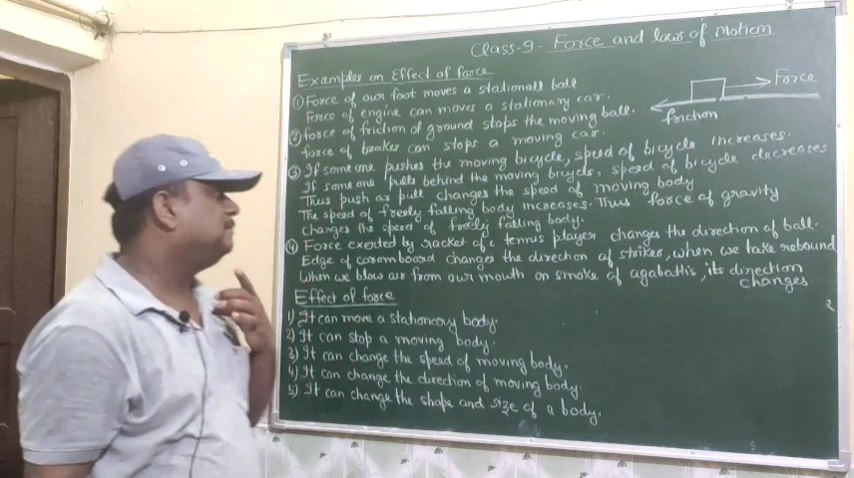 Class-9- Force and laws of Motion
Examples on Effect of force
① Force of our foot moves a stationall ball
Force of engine can moves a stationary car.
② force of friction of ground stops the moving ball.
force of brakes can stops a moving car.
③ If some one pushes the moving bicycle, speed of bicycle increases.
If some one pulls behind the moving bicycle, speed of bicycle decreases
Thus push or pull changes the speed of moving body
The speed of freely falling body increases. Thus force of gravity
changes the speed of freely falling body.
④ Force exerted by racket of tennis player changes the direction of ball.
Edge of caromboard changes the direction of striker, when we take rebound
When we blow air from our mouth on smoke of agabattis, its direction
changes
Force
friction
Effect of force
1) It can move a stationary body.
2) It can stop a moving body.
3) It can change the speed of moving body.
4) It can change the direction of moving body.
5) It can change the shape and size of a body.